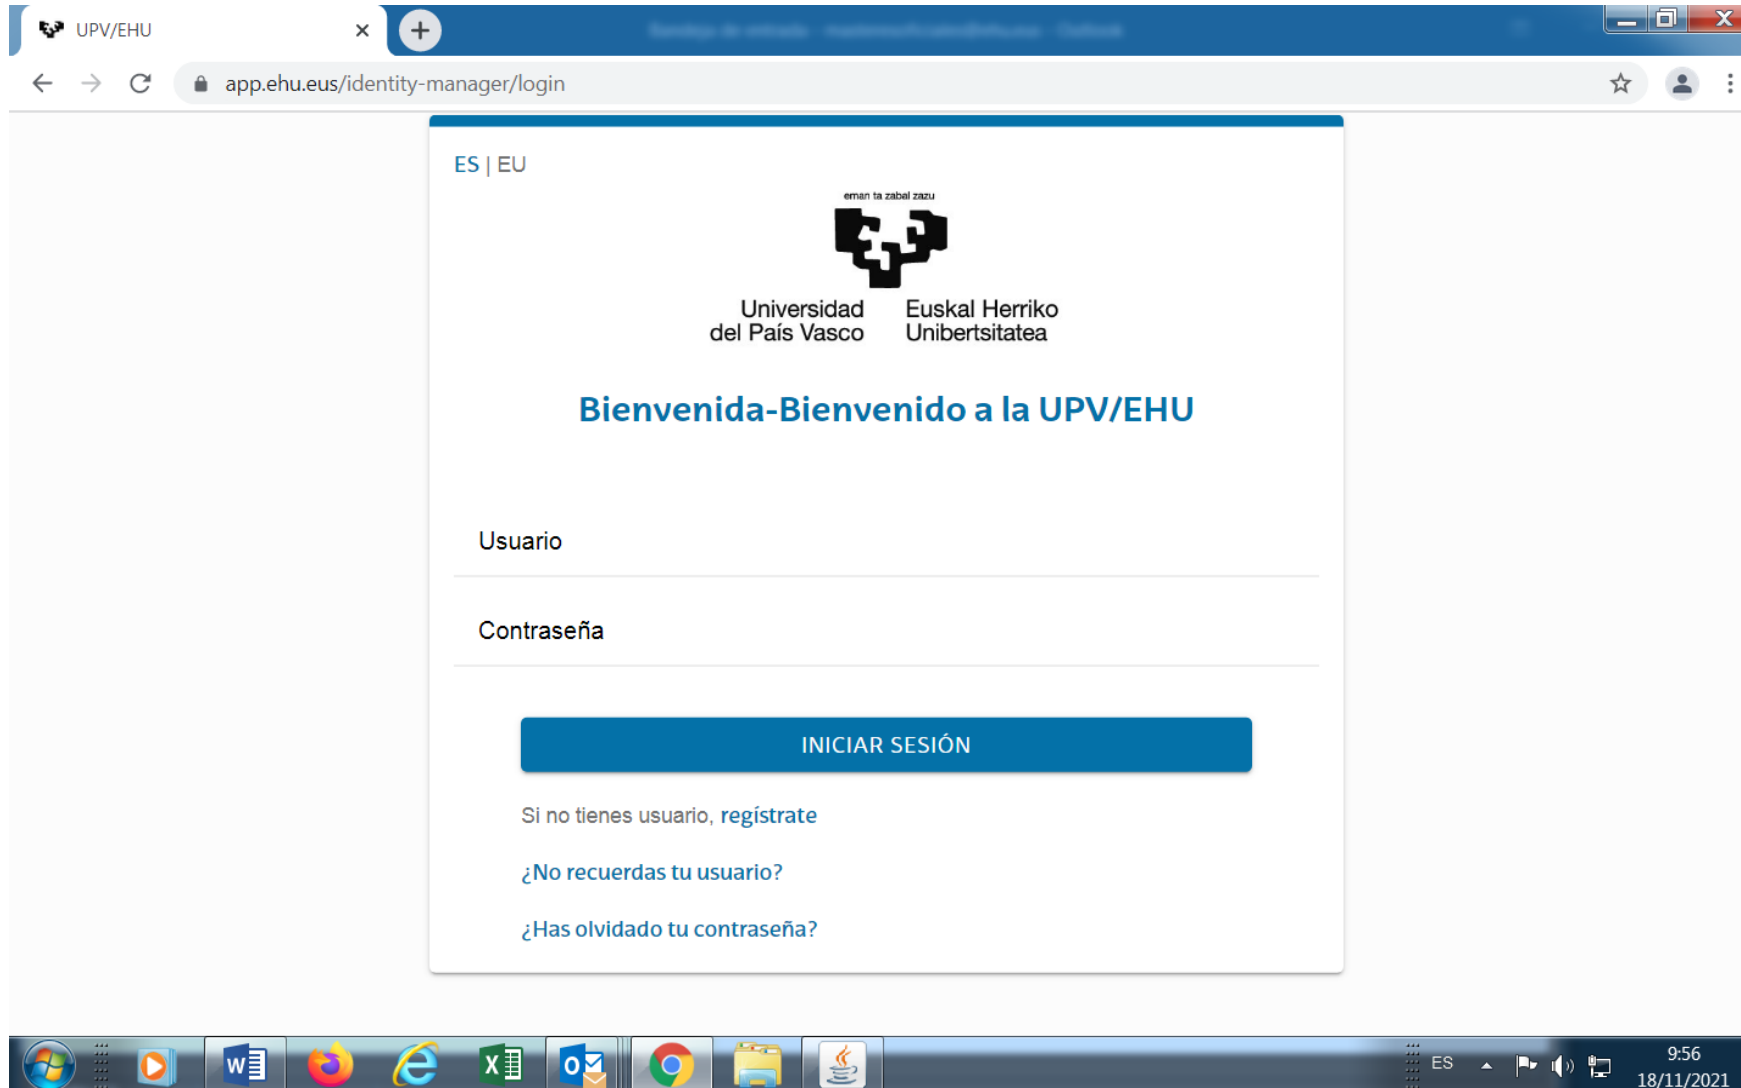 UPV/EHU
app.ehu.eus/identity-manager/login
ES | EU
eman ta zabal zazu
Universidad del País Vasco
Euskal Herriko Unibertsitatea
Bienvenida-Bienvenido a la UPV/EHU
Usuario
Contraseña
INICIAR SESIÓN
Si no tienes usuario, regístrate
¿No recuerdas tu usuario?
¿Has olvidado tu contraseña?
ES
9:56
18/11/2021